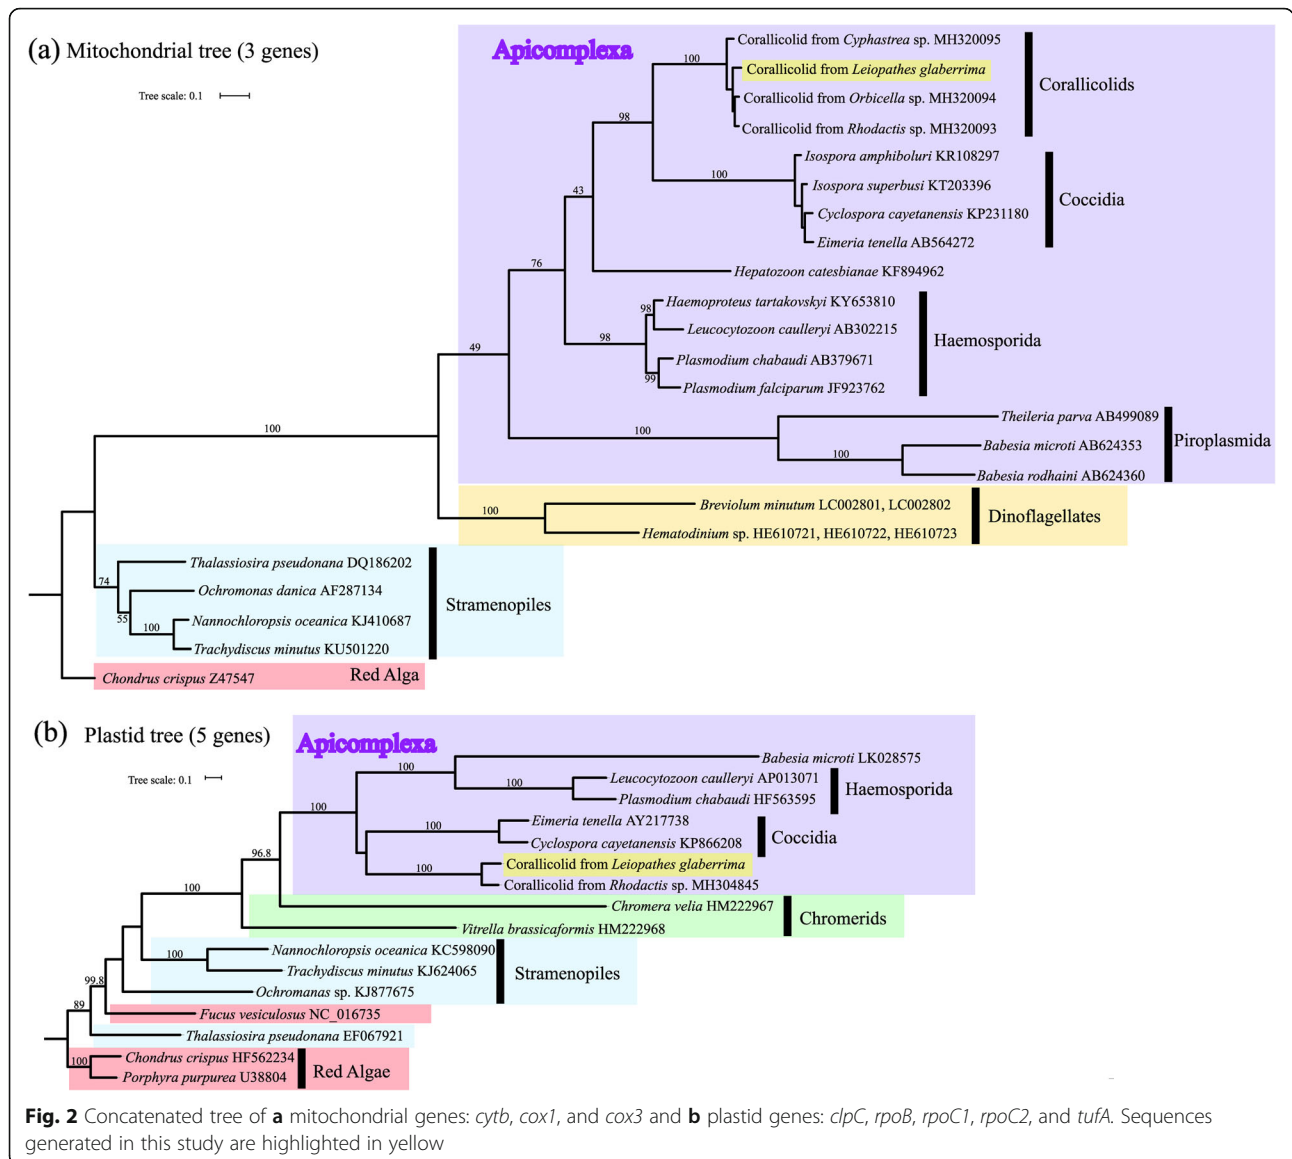 (a) Mitochondrial tree (3 genes)
Apicomplexa
Tree scale: 0.1
Corallicolid from Cyphastrea sp. MH320095
100
Corallicolid from Leiopathes glaberrima
Corallicolids
Corallicolid from Orbicella sp. MH320094
98
Corallicolid from Rhodactis sp. MH320093
Isospora amphiboluri KR108297
100
Isospora superbusi KT203396
43
Coccidia
Cyclospora cayetanensis KP231180
Eimeria tenella AB564272
76
Hepatozoon catesbianae KF894962
Haemoproteus tartakovskyi KY653810
98
Leucocytozoon caulleryi AB302215
98
Haemosporida
49
Plasmodium chabaudi AB379671
99
Plasmodium falciparum JF923762
Theileria parva AB499089
100
100
Babesia microti AB624353
Piroplasmida
100
Babesia rodhaini AB624360
Breviolum minutum LC002801, LC002802
100
Dinoflagellates
Hematodinium sp. HE610721, HE610722, HE610723
Thalassiosira pseudonana DQ186202
74
Ochromonas danica AF287134
Stramenopiles
55
Nannochloropsis oceanica KJ410687
100
Trachydiscus minutus KU501220
Chondrus crispus Z47547
Red Alga
(b) Plastid tree (5 genes)
Apicomplexa
Tree scale: 0.1
Babesia microti LK028575
100
Leucocytozoon caulleryi AP013071
100
Haemosporida
Plasmodium chabaudi HF563595
100
Eimeria tenella AY217738
100
Coccidia
Cyclospora cayetanensis KP866208
96.8
Corallicolid from Leiopathes glaberrima
100
Corallicolid from Rhodactis sp. MH304845
100
Chromera velia HM222967
Chromerids
Vitrella brassicaformis HM222968
Nannochloropsis oceanica KC598090
100
Trachydiscus minutus KJ624065
Stramenopiles
99.8
Ochromanas sp. KJ877675
89
Fucus vesiculosus NC_016735
Thalassiosira pseudonana EF067921
Chondrus crispus HF562234
100
Red Algae
Porphyra purpurea U38804
Fig. 2 Concatenated tree of a mitochondrial genes: cytb, cox1, and cox3 and b plastid genes: clpC, rpoB, rpoC1, rpoC2, and tufA. Sequences
generated in this study are highlighted in yellow